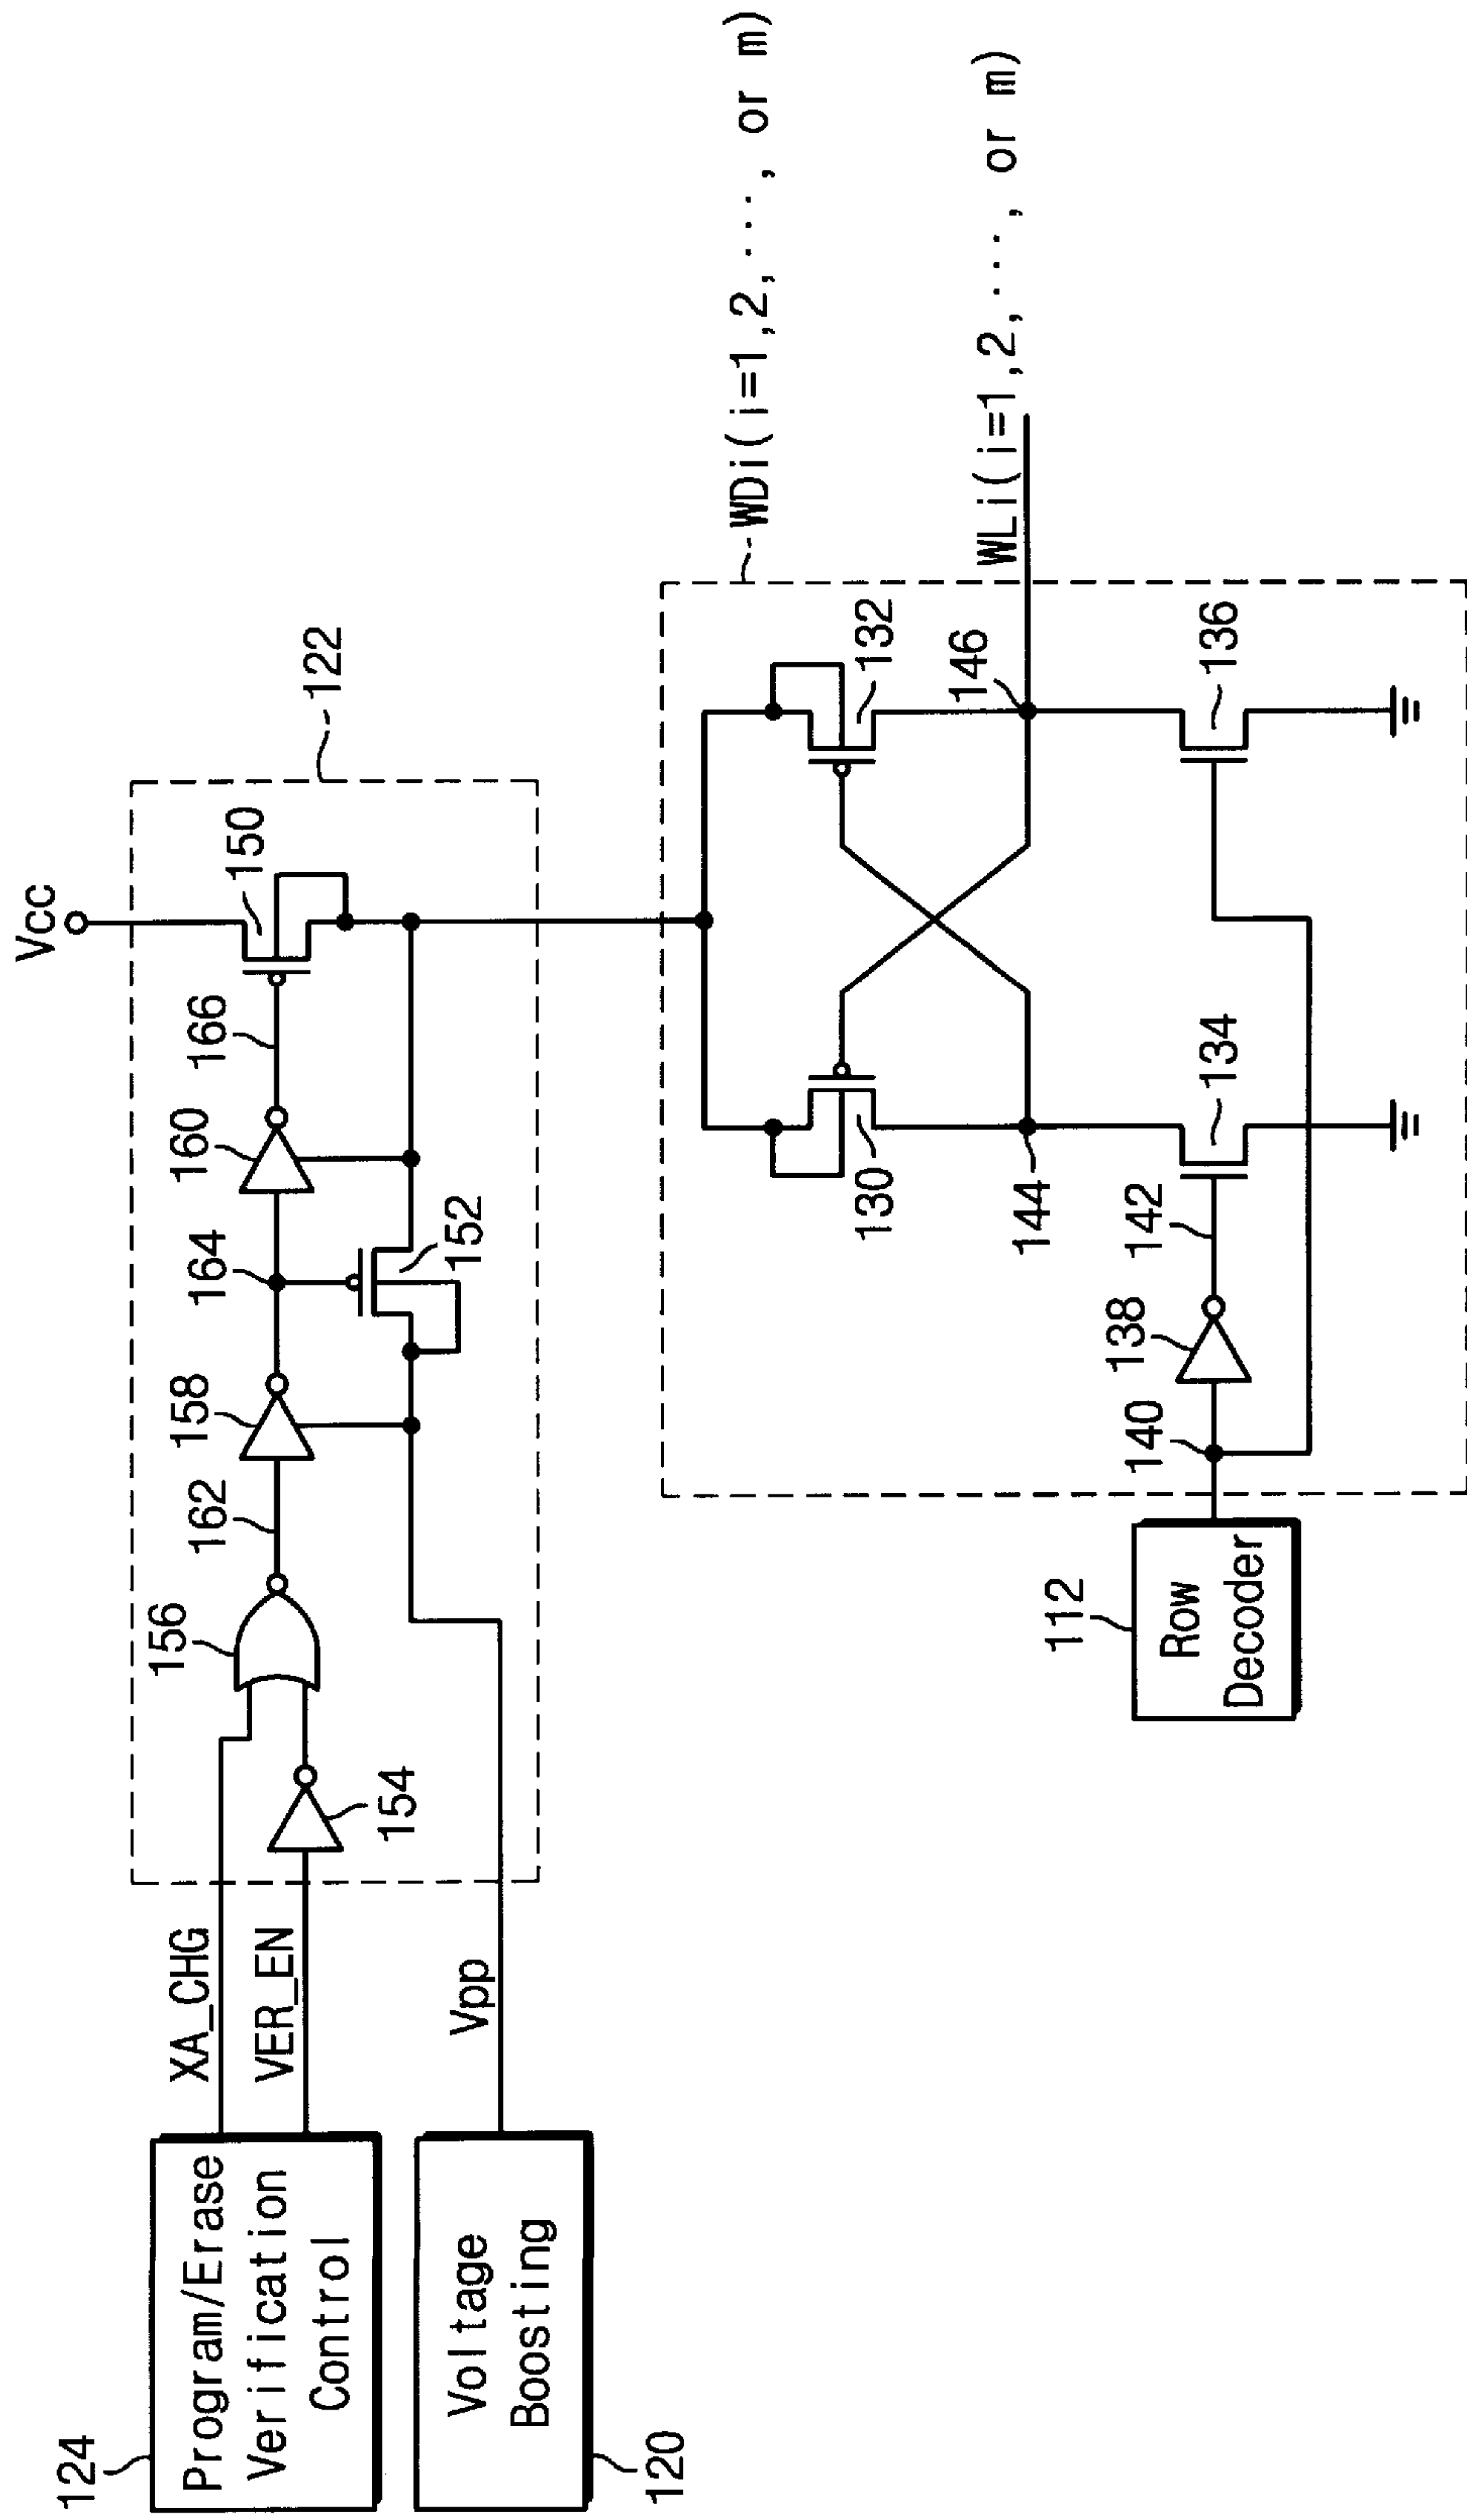 Vcc
122
150
166
160
164
158
162
156
152
154
XA_CHG
VER_EN
Vpp
124
Program/Erase
Verification
Control
Voltage
Boosting
120
WDi(i=1,2,···, or m)
WLi(i=1,2,···, or m)
132
146
136
130
144
134
142
138
140
112
Row
Decoder